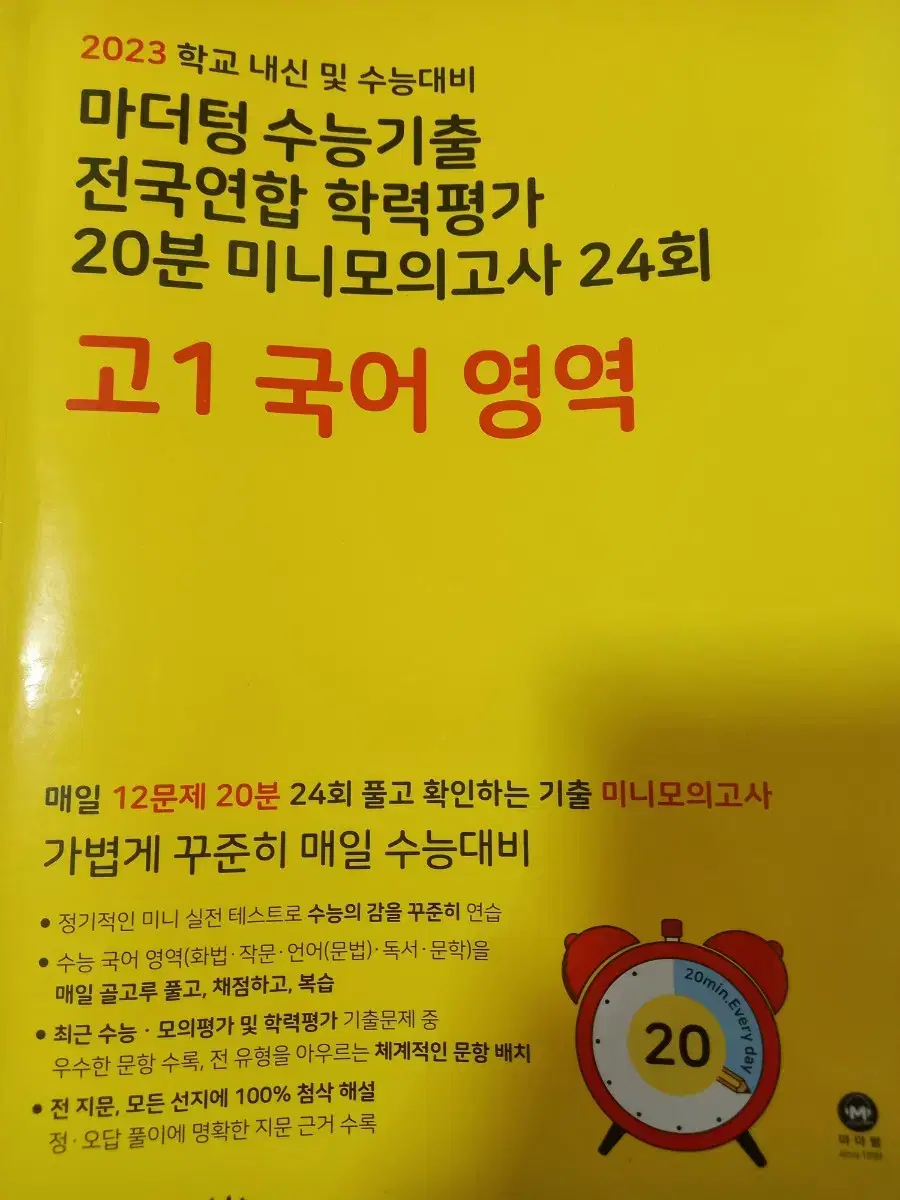 2023 학교 내신 및 수능대비
마더텅 수능기출
전국연합 학력평가
20분 미니모의고사 24회
고1 국어 영역
매일 12문제 20분 24회 풀고 확인하는 기출 미니모의고사
가볍게 꾸준히 매일 수능대비
• 정기적인 미니 실전 테스트로 수능의 감을 꾸준히 연습
• 수능 국어 영역(화법·작문·언어(문법)·독서·문학)을
매일 골고루 풀고, 채점하고, 복습
• 최근 수능·모의평가 및 학력평가 기출문제 중
우수한 문항 수록, 전 유형을 아우르는 체계적인 문항 배치
• 전 지문, 모든 선지에 100% 첨삭 해설
정·오답 풀이에 명확한 지문 근거 수록
20min. Every day
20
M